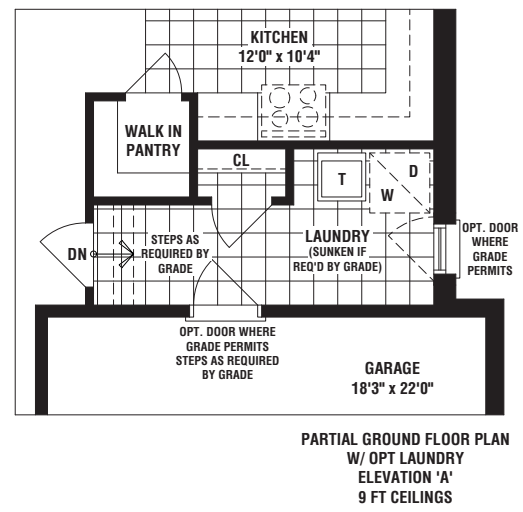 KITCHEN
12'0" x 10'4"
WALK IN
PANTRY
CL
T
D
W
DN
STEPS AS
REQUIRED BY
GRADE
LAUNDRY
(SUNKEN IF
REQ'D BY GRADE)
OPT. DOOR
WHERE
GRADE
PERMITS
OPT. DOOR WHERE
GRADE PERMITS
STEPS AS REQUIRED
BY GRADE
GARAGE
18'3" x 22'0"
PARTIAL GROUND FLOOR PLAN
W/ OPT LAUNDRY
ELEVATION 'A'
9 FT CEILINGS